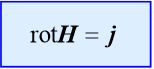 rotH = j